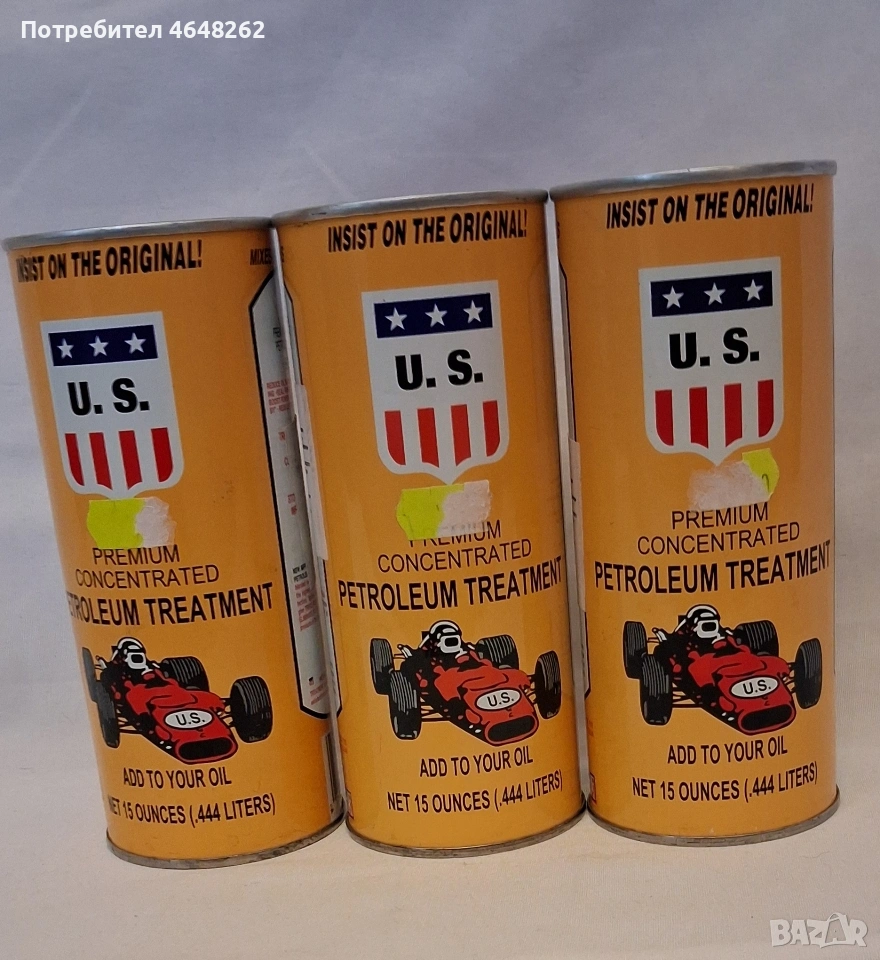 Потребител 4648262
INSIST ON THE ORIGINAL!
U. S.
PREMIUM
CONCENTRATED
PETROLEUM TREATMENT
U.S.
ADD TO YOUR OIL
NET 15 OUNCES (.444 LITERS)
INSIST ON THE ORIGINAL!
U. S.
PREMIUM
CONCENTRATED
PETROLEUM TREATMENT
U.S.
ADD TO YOUR OIL
NET 15 OUNCES (.444 LITERS)
INSIST ON THE ORIGINAL!
U. S.
PREMIUM
CONCENTRATED
PETROLEUM TREATMENT
U.S.
ADD TO YOUR OIL
NET 15 OUNCES (.444 LITERS)
BAZAR